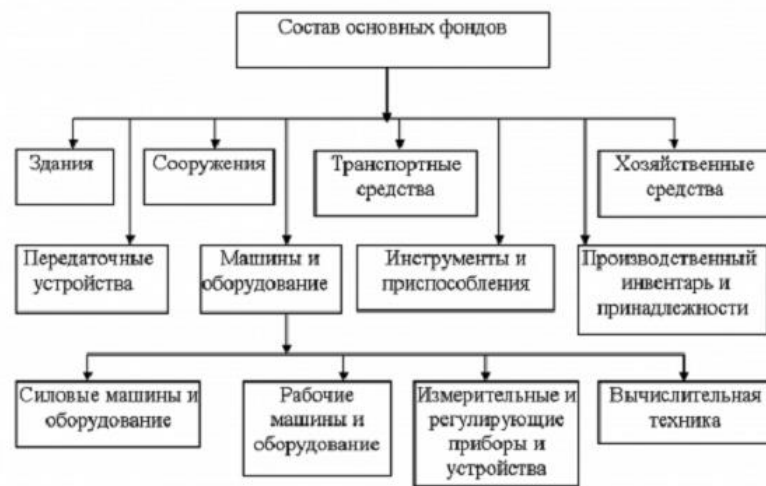 Состав основных фондов
Здания
Сооружения
Транспортные
средства
Хозяйственные
средства
Передаточные
устройства
Машины и
оборудование
Инструменты и
приспособления
Производственный
инвентарь и
принадлежности
Силовые машины и
оборудование
Рабочие
машины и
оборудование
Измерительные и
регулирующие
приборы и
устройства
Вычислительная
техника